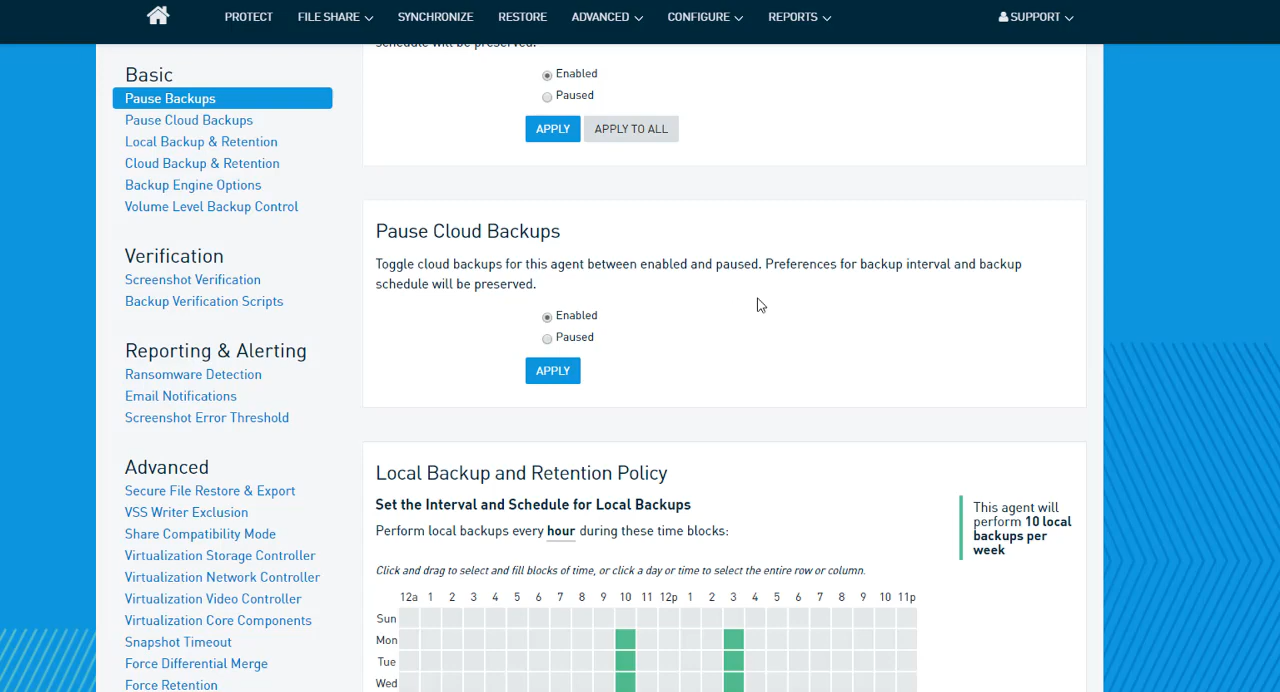 PROTECT FILE SHARE SYNCHRONIZE RESTORE ADVANCED CONFIGURE REPORTS SUPPORT
Basic
Pause Backups
Pause Cloud Backups
Local Backup & Retention
Cloud Backup & Retention
Backup Engine Options
Volume Level Backup Control
Verification
Screenshot Verification
Backup Verification Scripts
Reporting & Alerting
Ransomware Detection
Email Notifications
Screenshot Error Threshold
Advanced
Secure File Restore & Export
VSS Writer Exclusion
Share Compatibility Mode
Virtualization Storage Controller
Virtualization Network Controller
Virtualization Video Controller
Virtualization Core Components
Snapshot Timeout
Force Differential Merge
Force Retention
schedule will be preserved.
Enabled
Paused
APPLY APPLY TO ALL
Pause Cloud Backups
Toggle cloud backups for this agent between enabled and paused. Preferences for backup interval and backup
schedule will be preserved.
Enabled
Paused
APPLY
Local Backup and Retention Policy
Set the Interval and Schedule for Local Backups
Perform local backups every hour during these time blocks:
Click and drag to select and fill blocks of time, or click a day or time to select the entire row or column.
12a 1 2 3 4 5 6 7 8 9 10 11 12p 1 2 3 4 5 6 7 8 9 10 11p
Sun
Mon
Tue
Wed
This agent will
perform 10 local
backups per
week